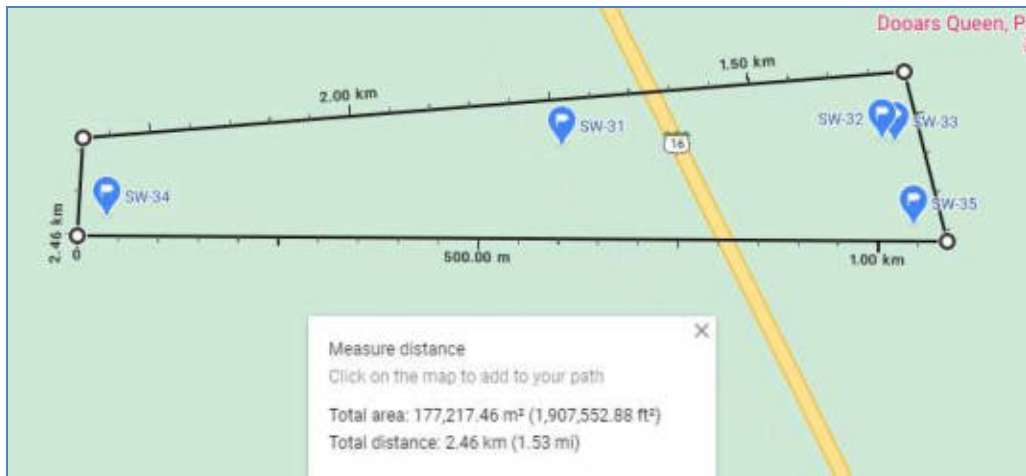 Dooars Queen, P
1.50 km
2.00 km
SW-32
SW-33
SW-31
16
SW-34
SW-35
2.46 km
0
500.00 m
1.00 km
Measure distance
Click on the map to add to your path
Total area: 177,217.46 m² (1,907,552.88 ft²)
Total distance: 2.46 km (1.53 mi)